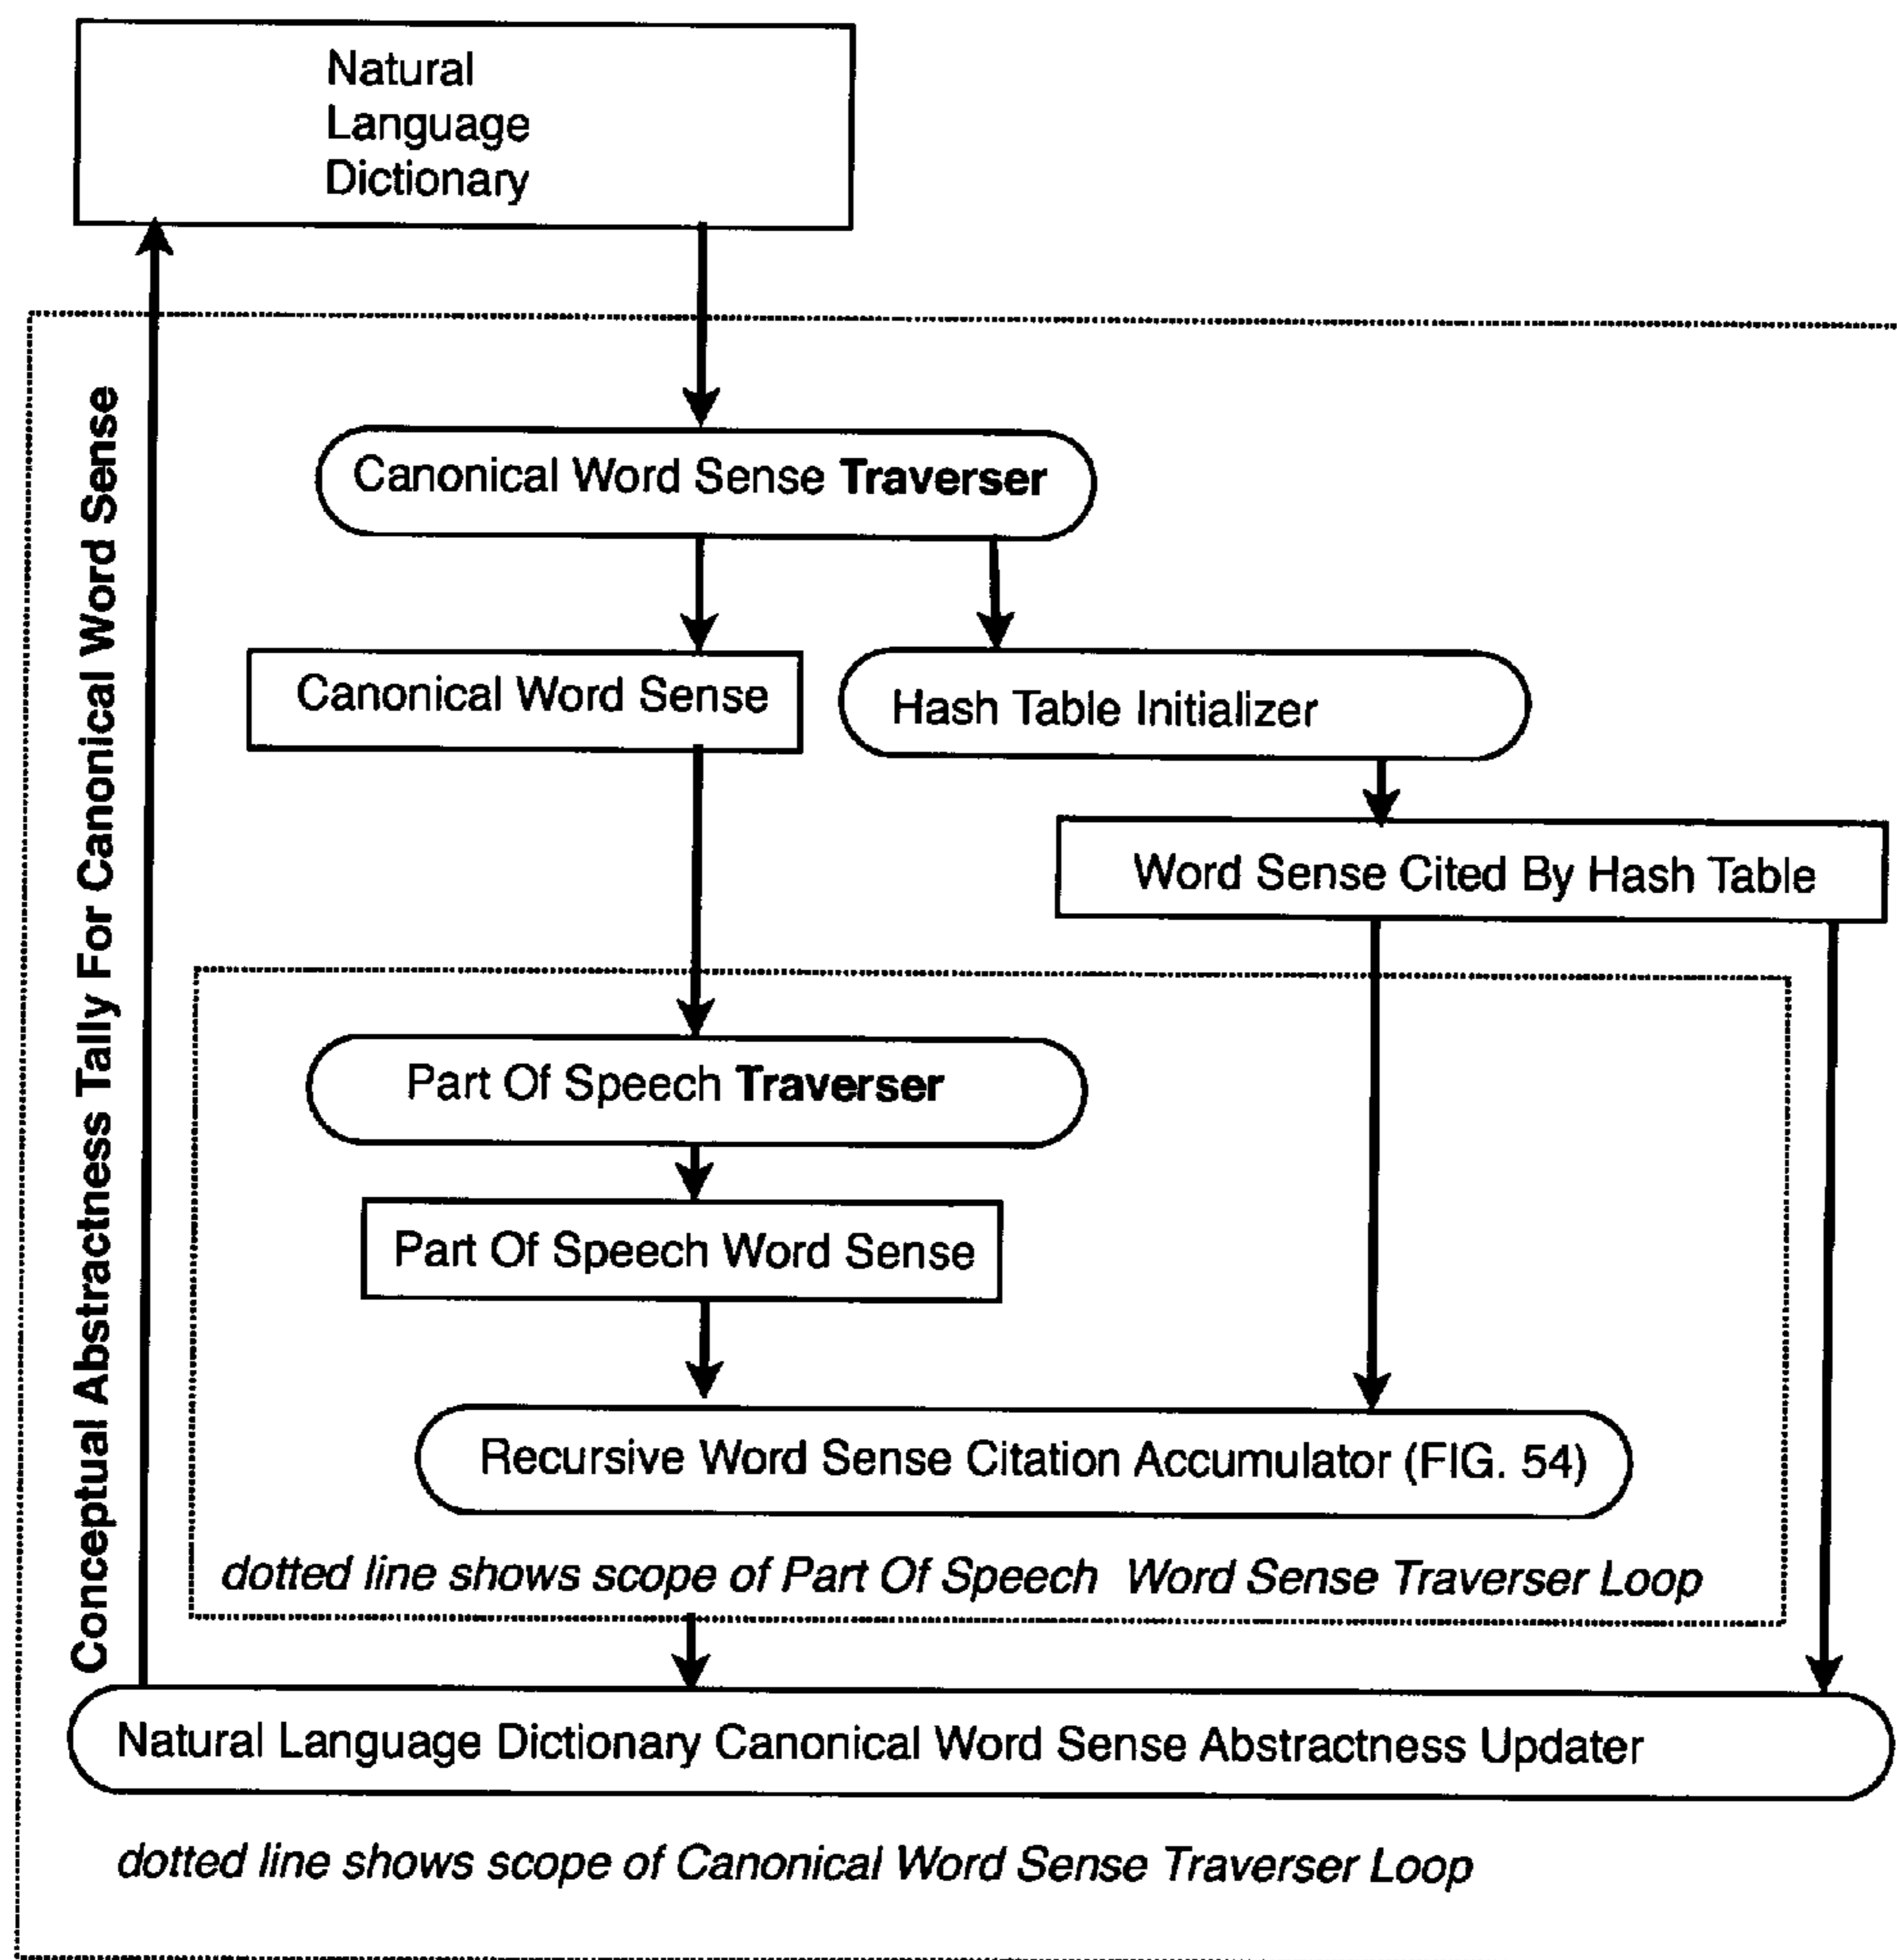 Natural
Language
Dictionary
Conceptual Abstractness Tally For Canonical Word Sense
Canonical Word Sense Traverser
Canonical Word Sense
Hash Table Initializer
Word Sense Cited By Hash Table
Part Of Speech Traverser
Part Of Speech Word Sense
Recursive Word Sense Citation Accumulator (FIG. 54)
dotted line shows scope of Part Of Speech Word Sense Traverser Loop
Natural Language Dictionary Canonical Word Sense Abstractness Updater
dotted line shows scope of Canonical Word Sense Traverser Loop